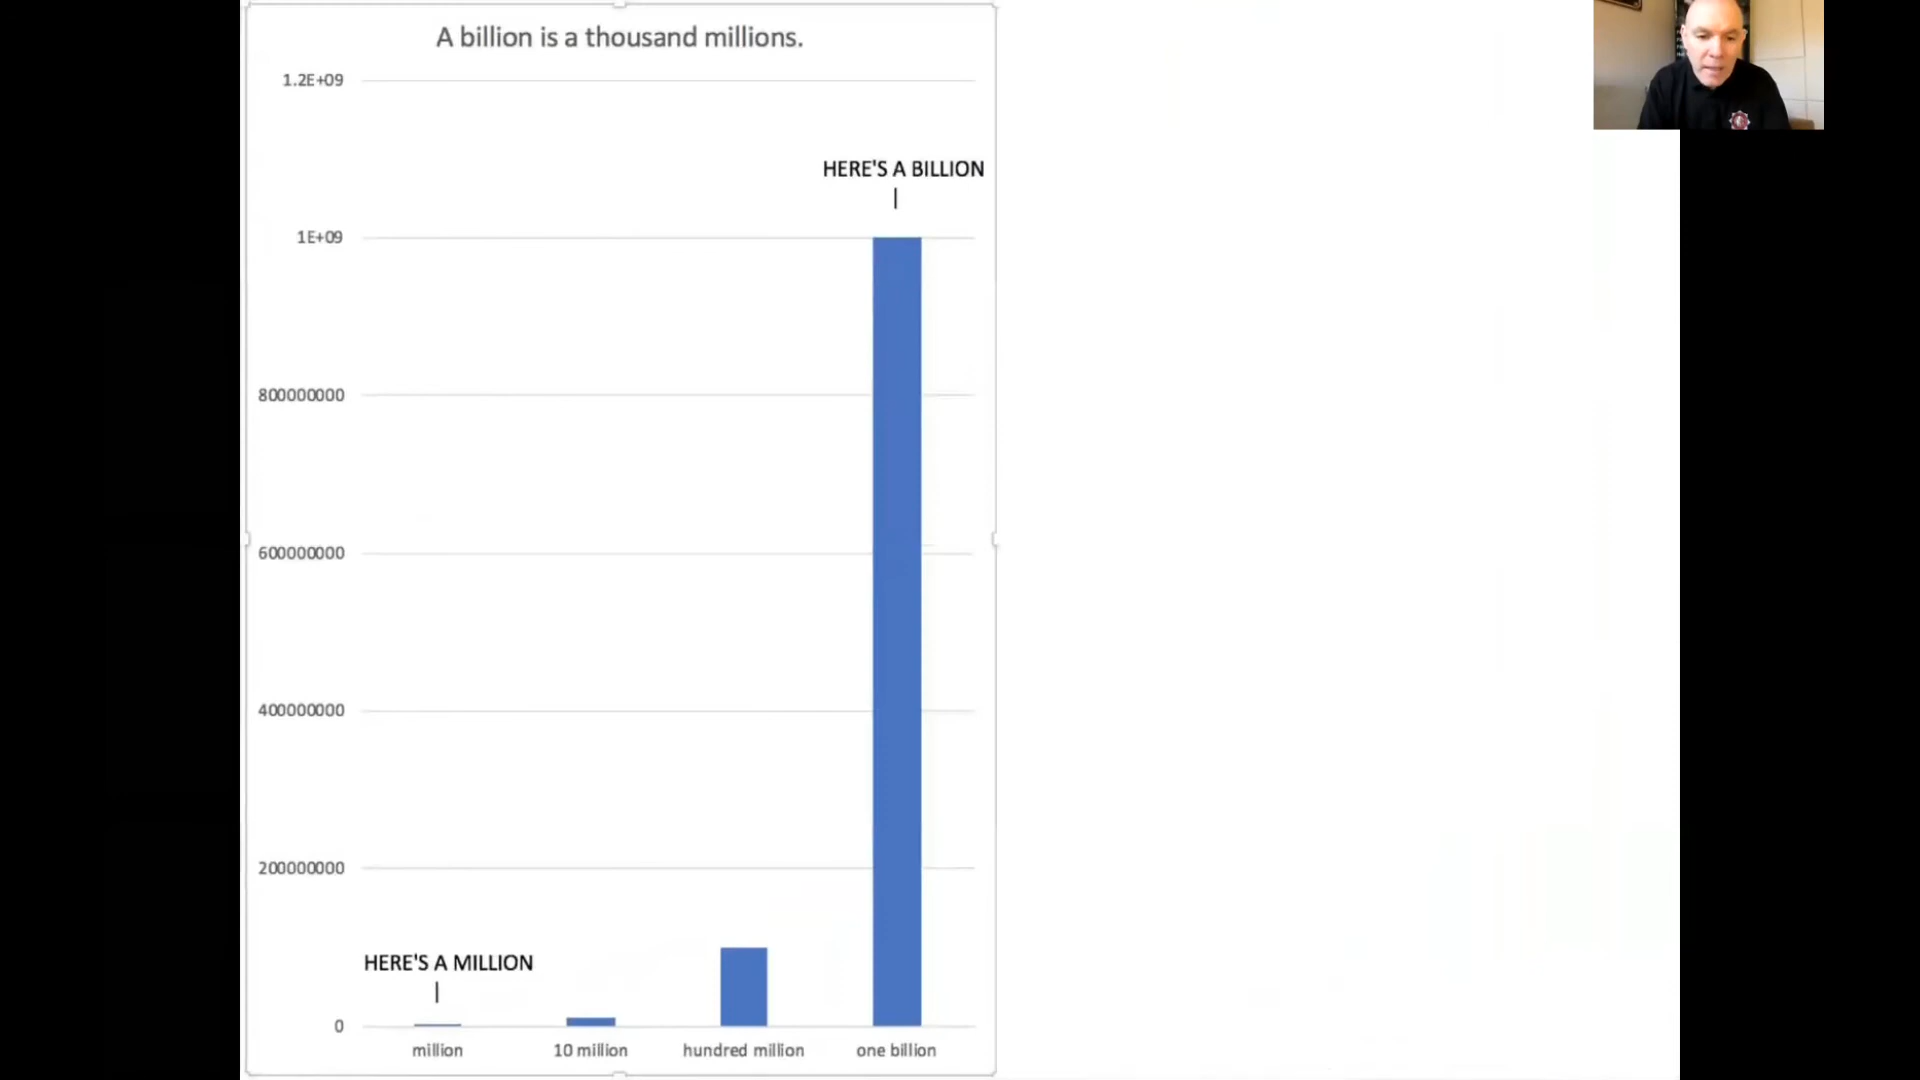 A billion is a thousand millions.
1.2E+09
HERE'S A BILLION
1E+09
800000000
600000000
400000000
200000000
HERE'S A MILLION
0
million 10 million hundred million one billion